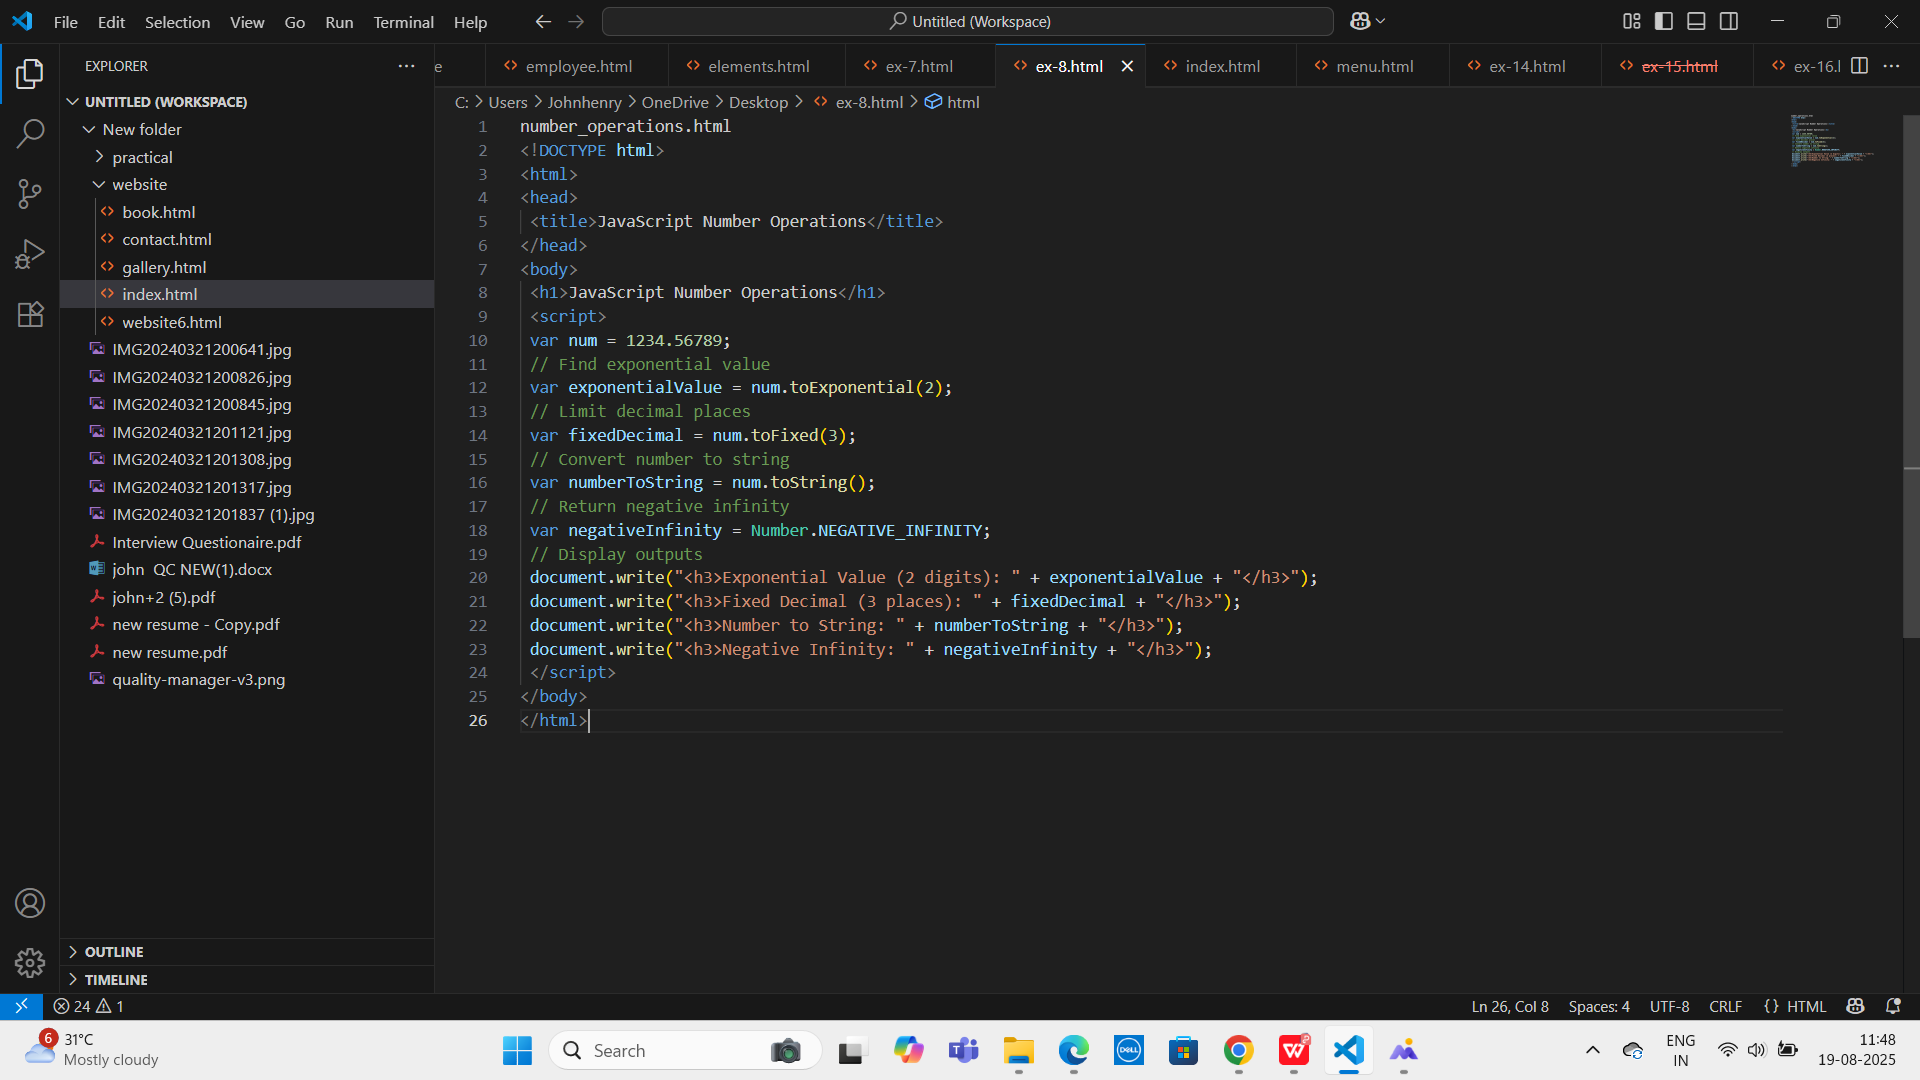 File Edit Selection View Go Run Terminal Help
Untitled (Workspace)
EXPLORER
UNTITLED (WORKSPACE)
New folder
practical
website
book.html
contact.html
gallery.html
index.html
website6.html
IMG20240321200641.jpg
IMG20240321200826.jpg
IMG20240321200845.jpg
IMG20240321201121.jpg
IMG20240321201308.jpg
IMG20240321201317.jpg
IMG20240321201837 (1).jpg
Interview Questionaire.pdf
john QC NEW(1).docx
john+2 (5).pdf
new resume - Copy.pdf
new resume.pdf
quality-manager-v3.png
OUTLINE
TIMELINE
e employee.html elements.html ex-7.html ex-8.html index.html menu.html ex-14.html ex-15.html ex-16.l
C: > Users > Johnhenry > OneDrive > Desktop > ex-8.html > html
1 number_operations.html
2 <!DOCTYPE html>
3 <html>
4 <head>
5 <title>JavaScript Number Operations</title>
6 </head>
7 <body>
8 <h1>JavaScript Number Operations</h1>
9 <script>
10 var num = 1234.56789;
11 // Find exponential value
12 var exponentialValue = num.toExponential(2);
13 // Limit decimal places
14 var fixedDecimal = num.toFixed(3);
15 // Convert number to string
16 var numberToString = num.toString();
17 // Return negative infinity
18 var negativeInfinity = Number.NEGATIVE_INFINITY;
19 // Display outputs
20 document.write("<h3>Exponential Value (2 digits): " + exponentialValue + "</h3>");
21 document.write("<h3>Fixed Decimal (3 places): " + fixedDecimal + "</h3>");
22 document.write("<h3>Number to String: " + numberToString + "</h3>");
23 document.write("<h3>Negative Infinity: " + negativeInfinity + "</h3>");
24 </script>
25 </body>
26 </html>
24 1
Ln 26, Col 8 Spaces: 4 UTF-8 CRLF {} HTML
6
31°C
Mostly cloudy
Search
DELL
ENG
IN
11:48
19-08-2025